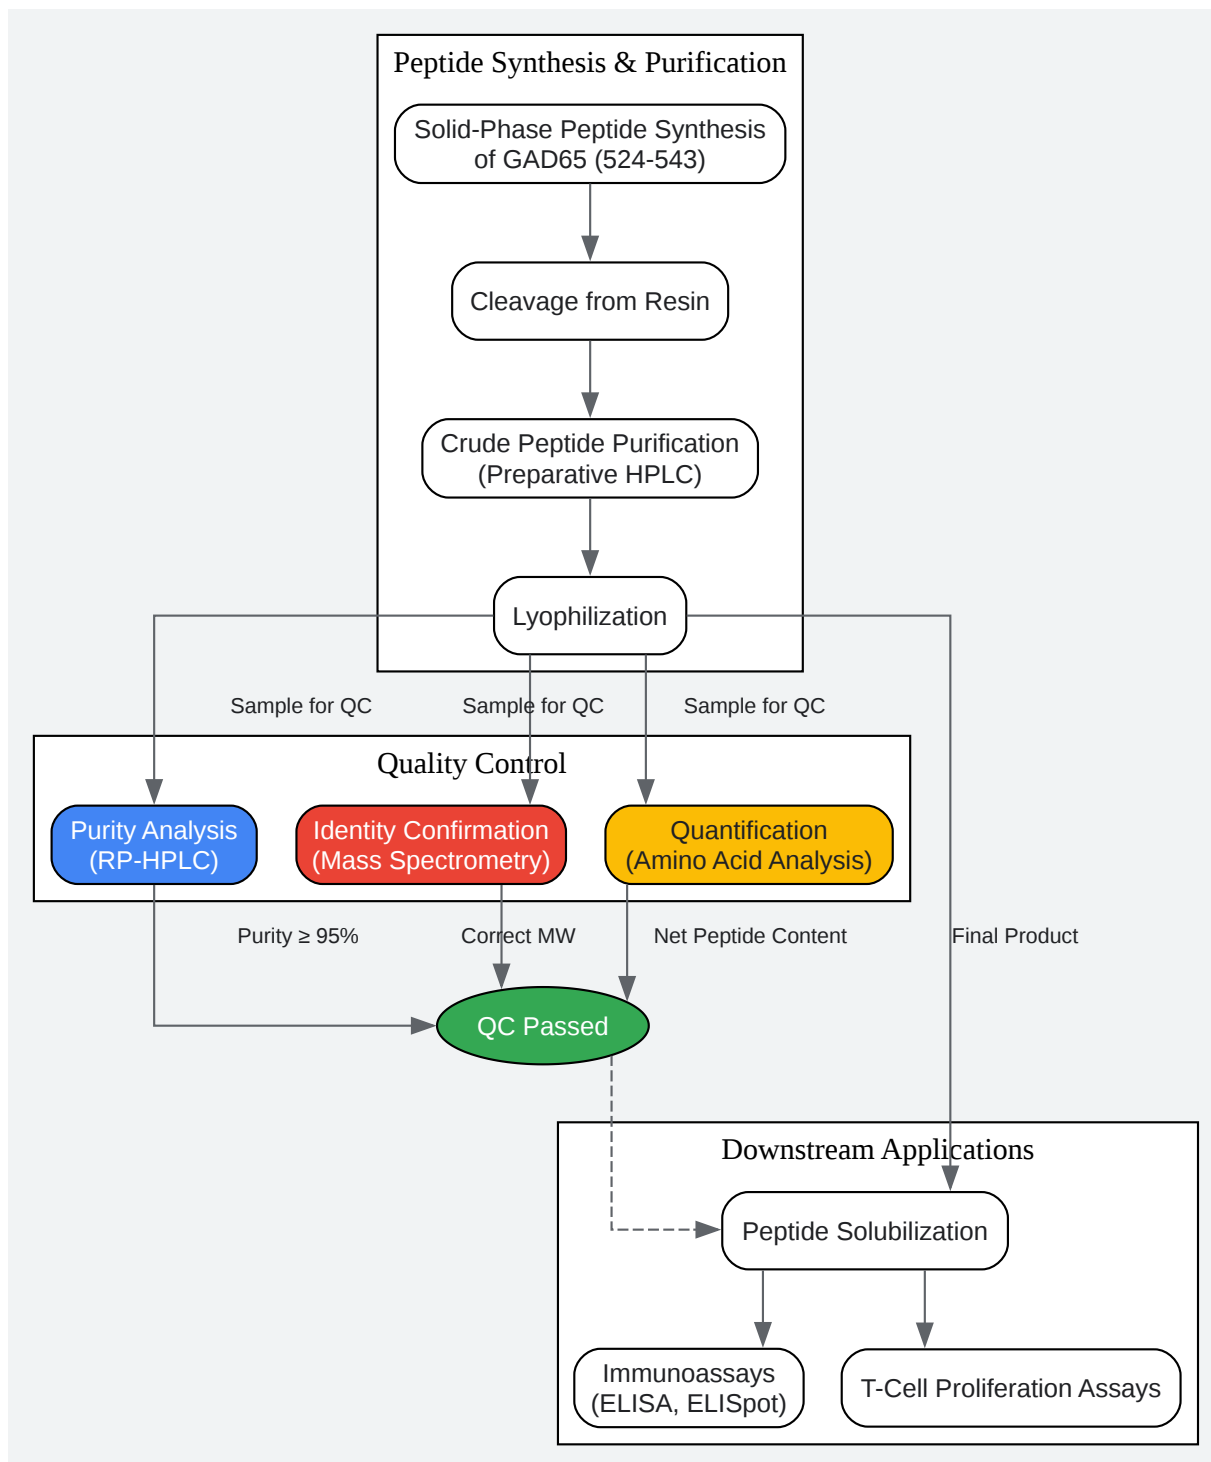 Peptide Synthesis & Purification
Solid-Phase Peptide Synthesis
of GAD65 (524-543)
Cleavage from Resin
Crude Peptide Purification
(Preparative HPLC)
Lyophilization
Sample for QC
Sample for QC
Sample for QC
Quality Control
Purity Analysis
(RP-HPLC)
Identity Confirmation
(Mass Spectrometry)
Quantification
(Amino Acid Analysis)
Purity ≥ 95%
Correct MW
Net Peptide Content
Final Product
QC Passed
Downstream Applications
Peptide Solubilization
Immunoassays
(ELISA, ELISpot)
T-Cell Proliferation Assays